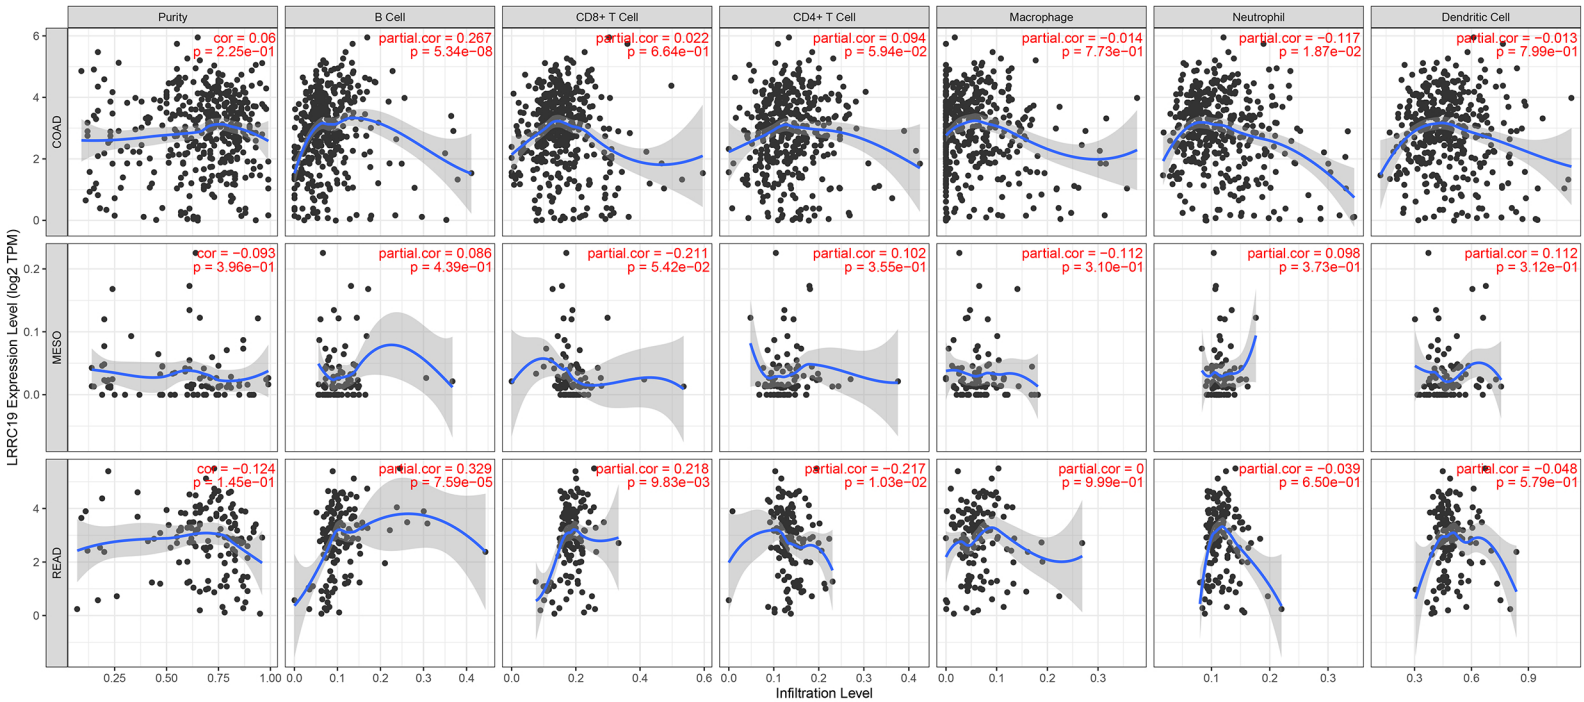 Purity B Cell CD8+ T Cell CD4+ T Cell Macrophage Neutrophil Dendritic Cell
LRRC19 Expression Level (log2 TPM)
COAD
6
4
2
0
cor = 0.06
p = 2.25e−01
partial.cor = 0.267
p = 5.34e−08
partial.cor = 0.022
p = 6.64e−01
partial.cor = 0.094
p = 5.94e−02
partial.cor = −0.014
p = 7.73e−01
partial.cor = −0.117
p = 1.87e−02
partial.cor = −0.013
p = 7.99e−01
MESO
0.2
0.1
0.0
cor = −0.093
p = 3.96e−01
partial.cor = 0.086
p = 4.39e−01
partial.cor = −0.211
p = 5.42e−02
partial.cor = 0.102
p = 3.55e−01
partial.cor = −0.112
p = 3.10e−01
partial.cor = 0.098
p = 3.73e−01
partial.cor = 0.112
p = 3.12e−01
READ
4
2
0
cor = −0.124
p = 1.45e−01
partial.cor = 0.329
p = 7.59e−05
partial.cor = 0.218
p = 9.83e−03
partial.cor = −0.217
p = 1.03e−02
partial.cor = 0
p = 9.99e−01
partial.cor = −0.039
p = 6.50e−01
partial.cor = −0.048
p = 5.79e−01
0.25 0.50 0.75 1.00 0.0 0.1 0.2 0.3 0.4 0.0 0.2 0.4 0.6 0.0 0.1 0.2 0.3 0.4 0.0 0.1 0.2 0.3 0.1 0.2 0.3 0.3 0.6 0.9
Infiltration Level